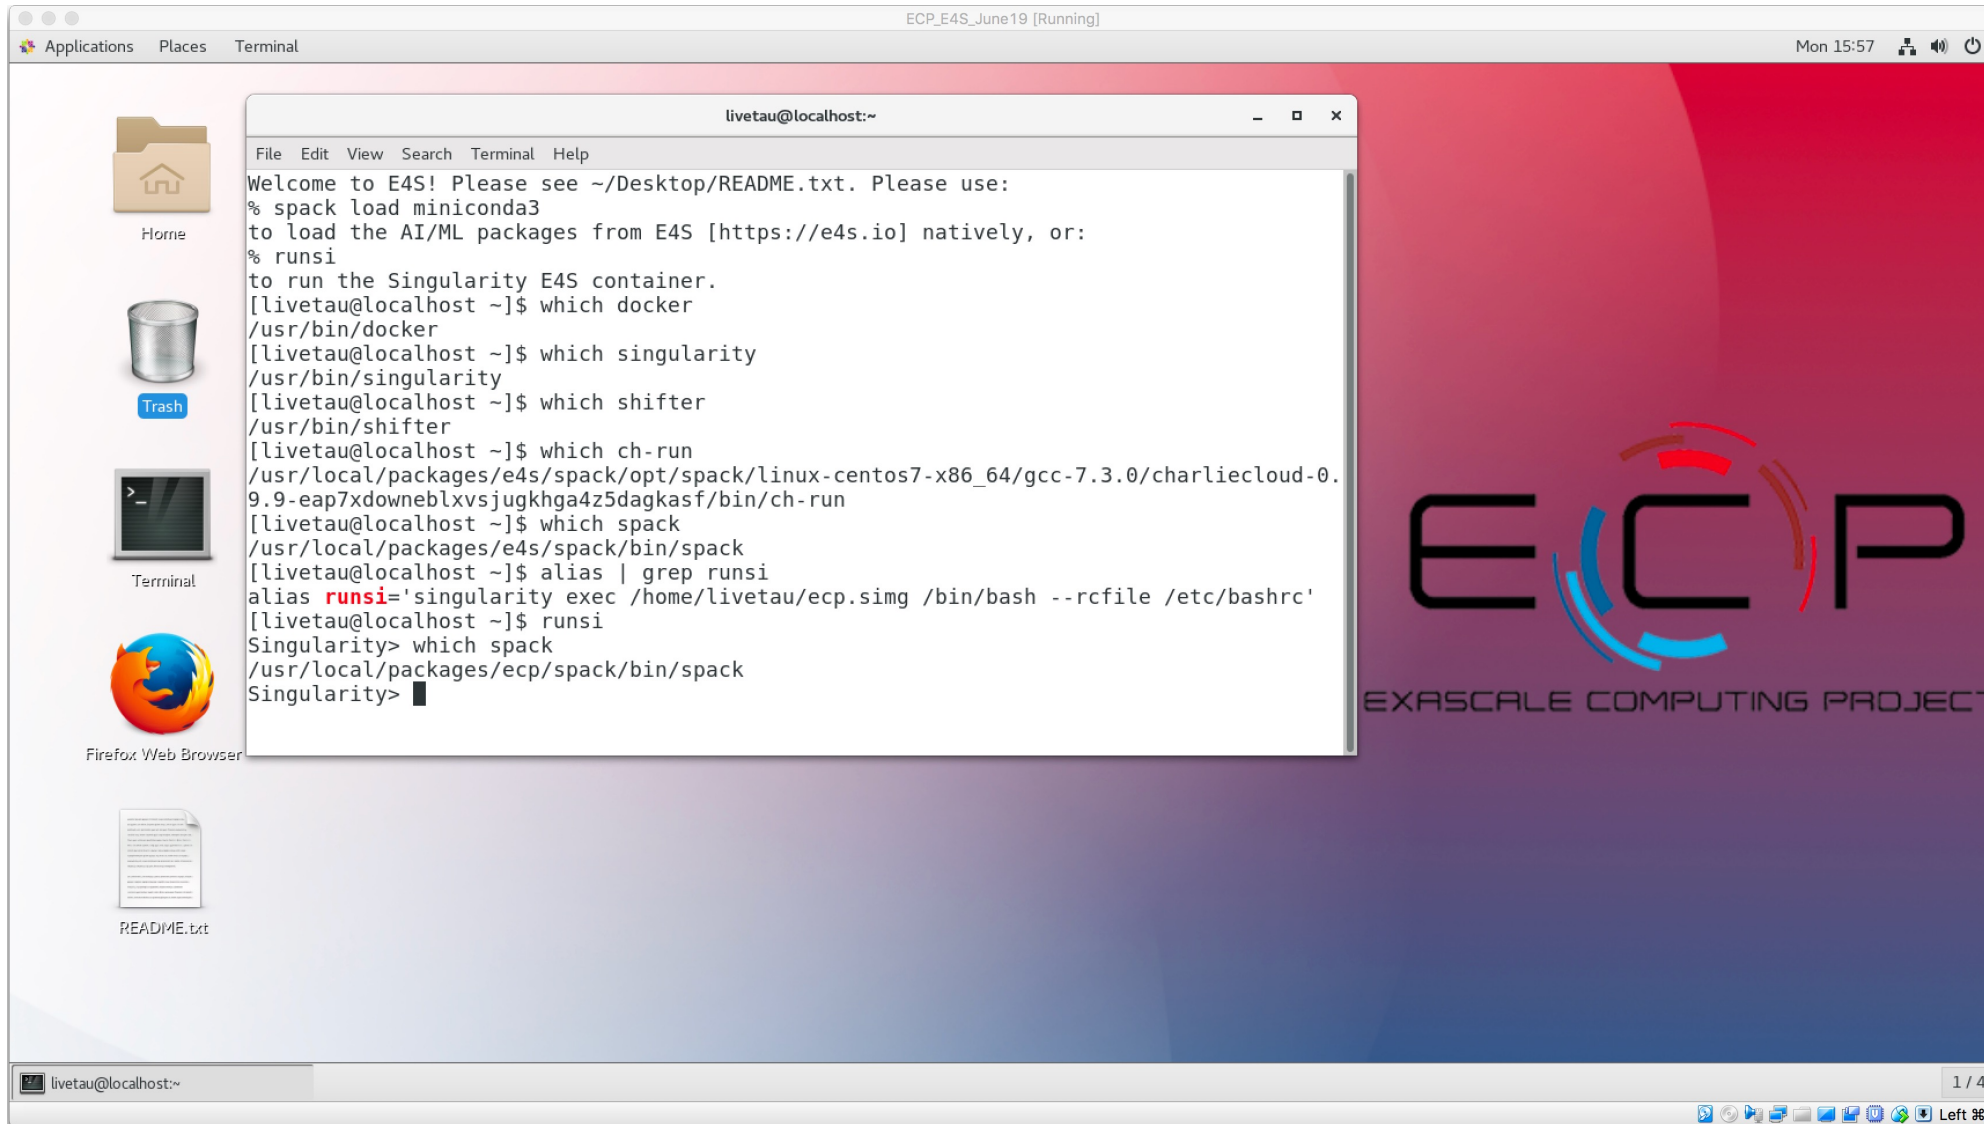 ECP_E4S_June19 [Running]
Applications Places Terminal
Mon 15:57
livetau@localhost:~
File Edit View Search Terminal Help
Welcome to E4S! Please see ~/Desktop/README.txt. Please use:
% spack load miniconda3
to load the AI/ML packages from E4S [https://e4s.io] natively, or:
% runsi
to run the Singularity E4S container.
[livetau@localhost ~]$ which docker
/usr/bin/docker
[livetau@localhost ~]$ which singularity
/usr/bin/singularity
[livetau@localhost ~]$ which shifter
/usr/bin/shifter
[livetau@localhost ~]$ which ch-run
/usr/local/packages/e4s/spack/opt/spack/linux-centos7-x86_64/gcc-7.3.0/charliecloud-0.
9.9-eap7xdowneblxvsjugkhga4z5dagkasf/bin/ch-run
[livetau@localhost ~]$ which spack
/usr/local/packages/e4s/spack/bin/spack
[livetau@localhost ~]$ alias | grep runsi
alias runsi='singularity exec /home/livetau/ecp.simg /bin/bash --rcfile /etc/bashrc'
[livetau@localhost ~]$ runsi
Singularity> which spack
/usr/local/packages/ecp/spack/bin/spack
Singularity>
Home
Trash
Terminal
Firefox Web Browser
README.txt
ECP
EXASCALE COMPUTING PROJECT
livetau@localhost:~
1 / 4
Left ⌘